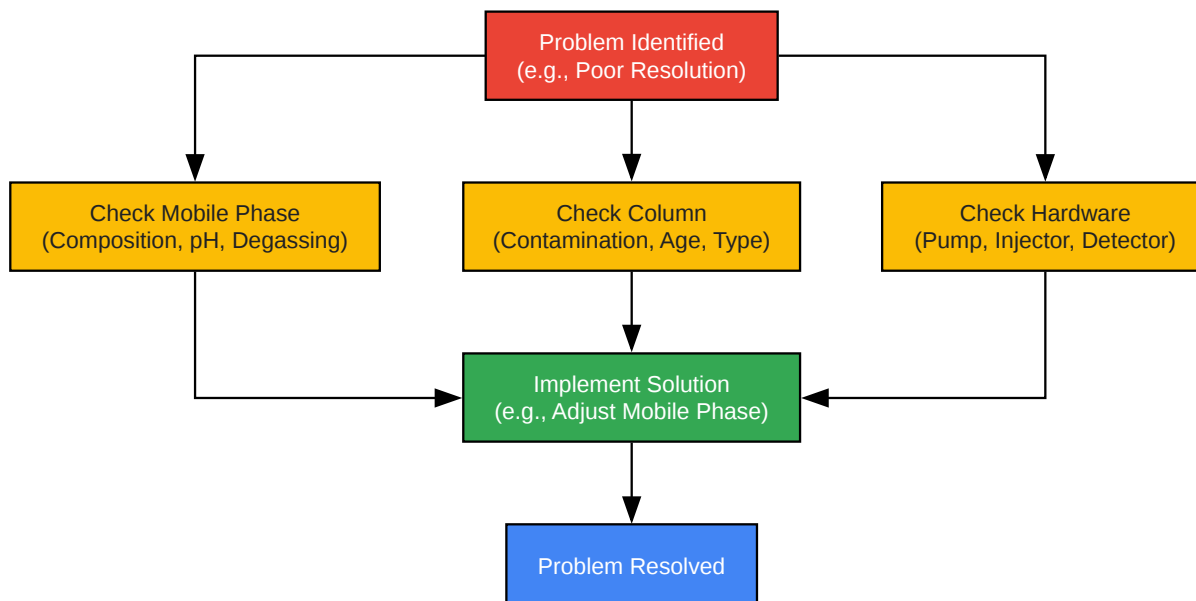 Problem Identified
(e.g., Poor Resolution)
Check Mobile Phase
(Composition, pH, Degassing)
Check Column
(Contamination, Age, Type)
Check Hardware
(Pump, Injector, Detector)
Implement Solution
(e.g., Adjust Mobile Phase)
Problem Resolved